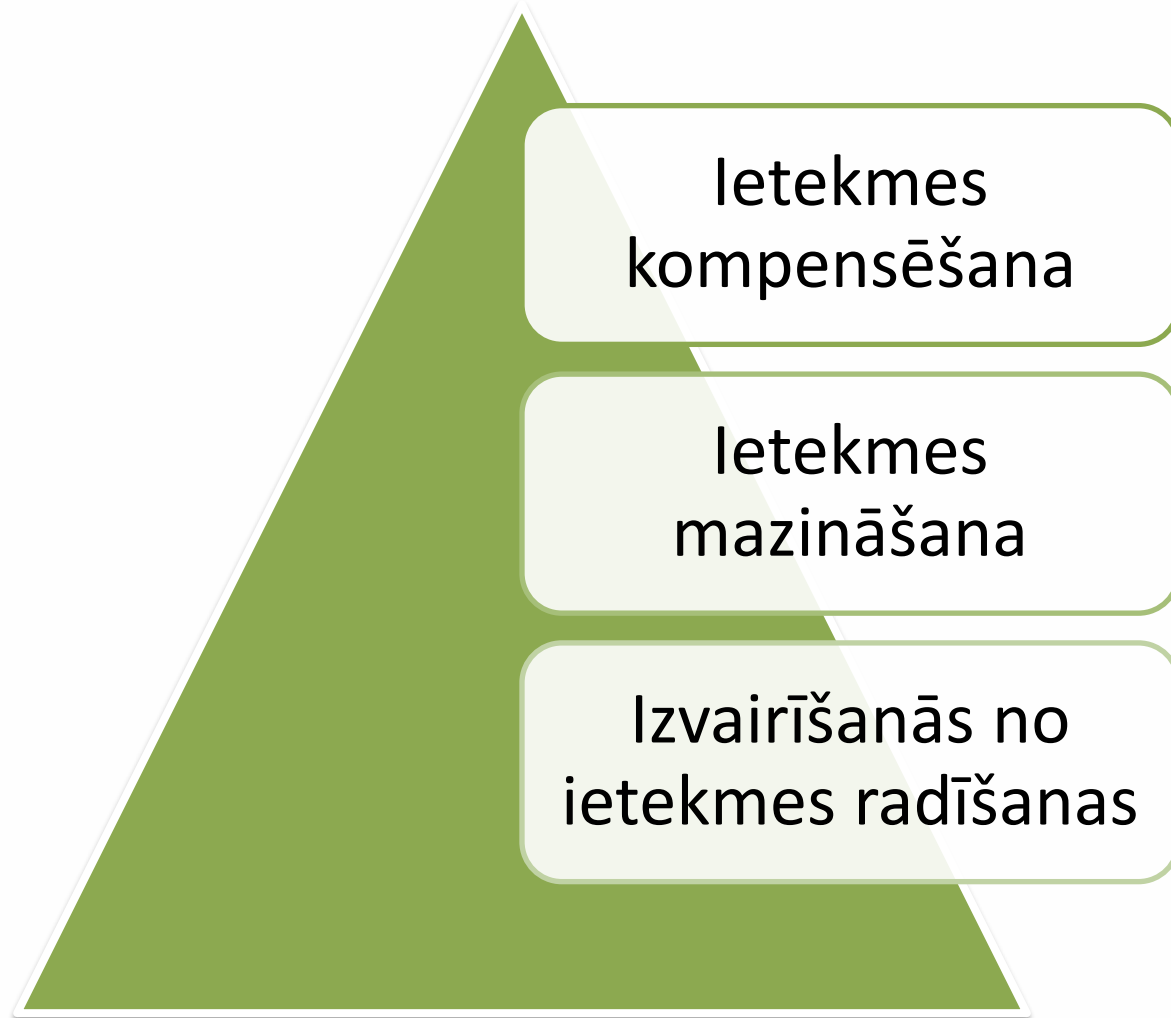 Ietekmes
kompensēšana
Ietekmes
mazināšana
Izvairīšanās no
ietekmes radīšanas